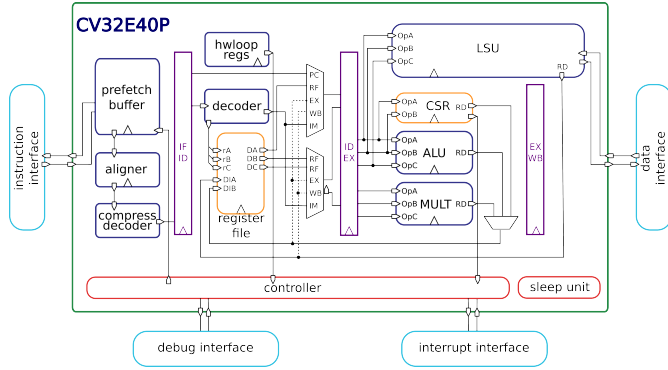 CV32E40P
instruction
interface
prefetch
buffer
aligner
compress
decoder
IF
ID
hwloop
regs
decoder
rA
rB
rC
DIA
DIB
DA
DB
DC
register
file
PC
RF
EX
WB
IM
RF
RF
EX
WB
IM
ID
EX
OpA
OpB
OpC
LSU
RD
OpA
OpB
CSR
RD
OpA
OpB
OpC
ALU
RD
OpA
OpB
OpC
MULT
RD
EX
WB
data
interface
controller
sleep unit
debug interface
interrupt interface